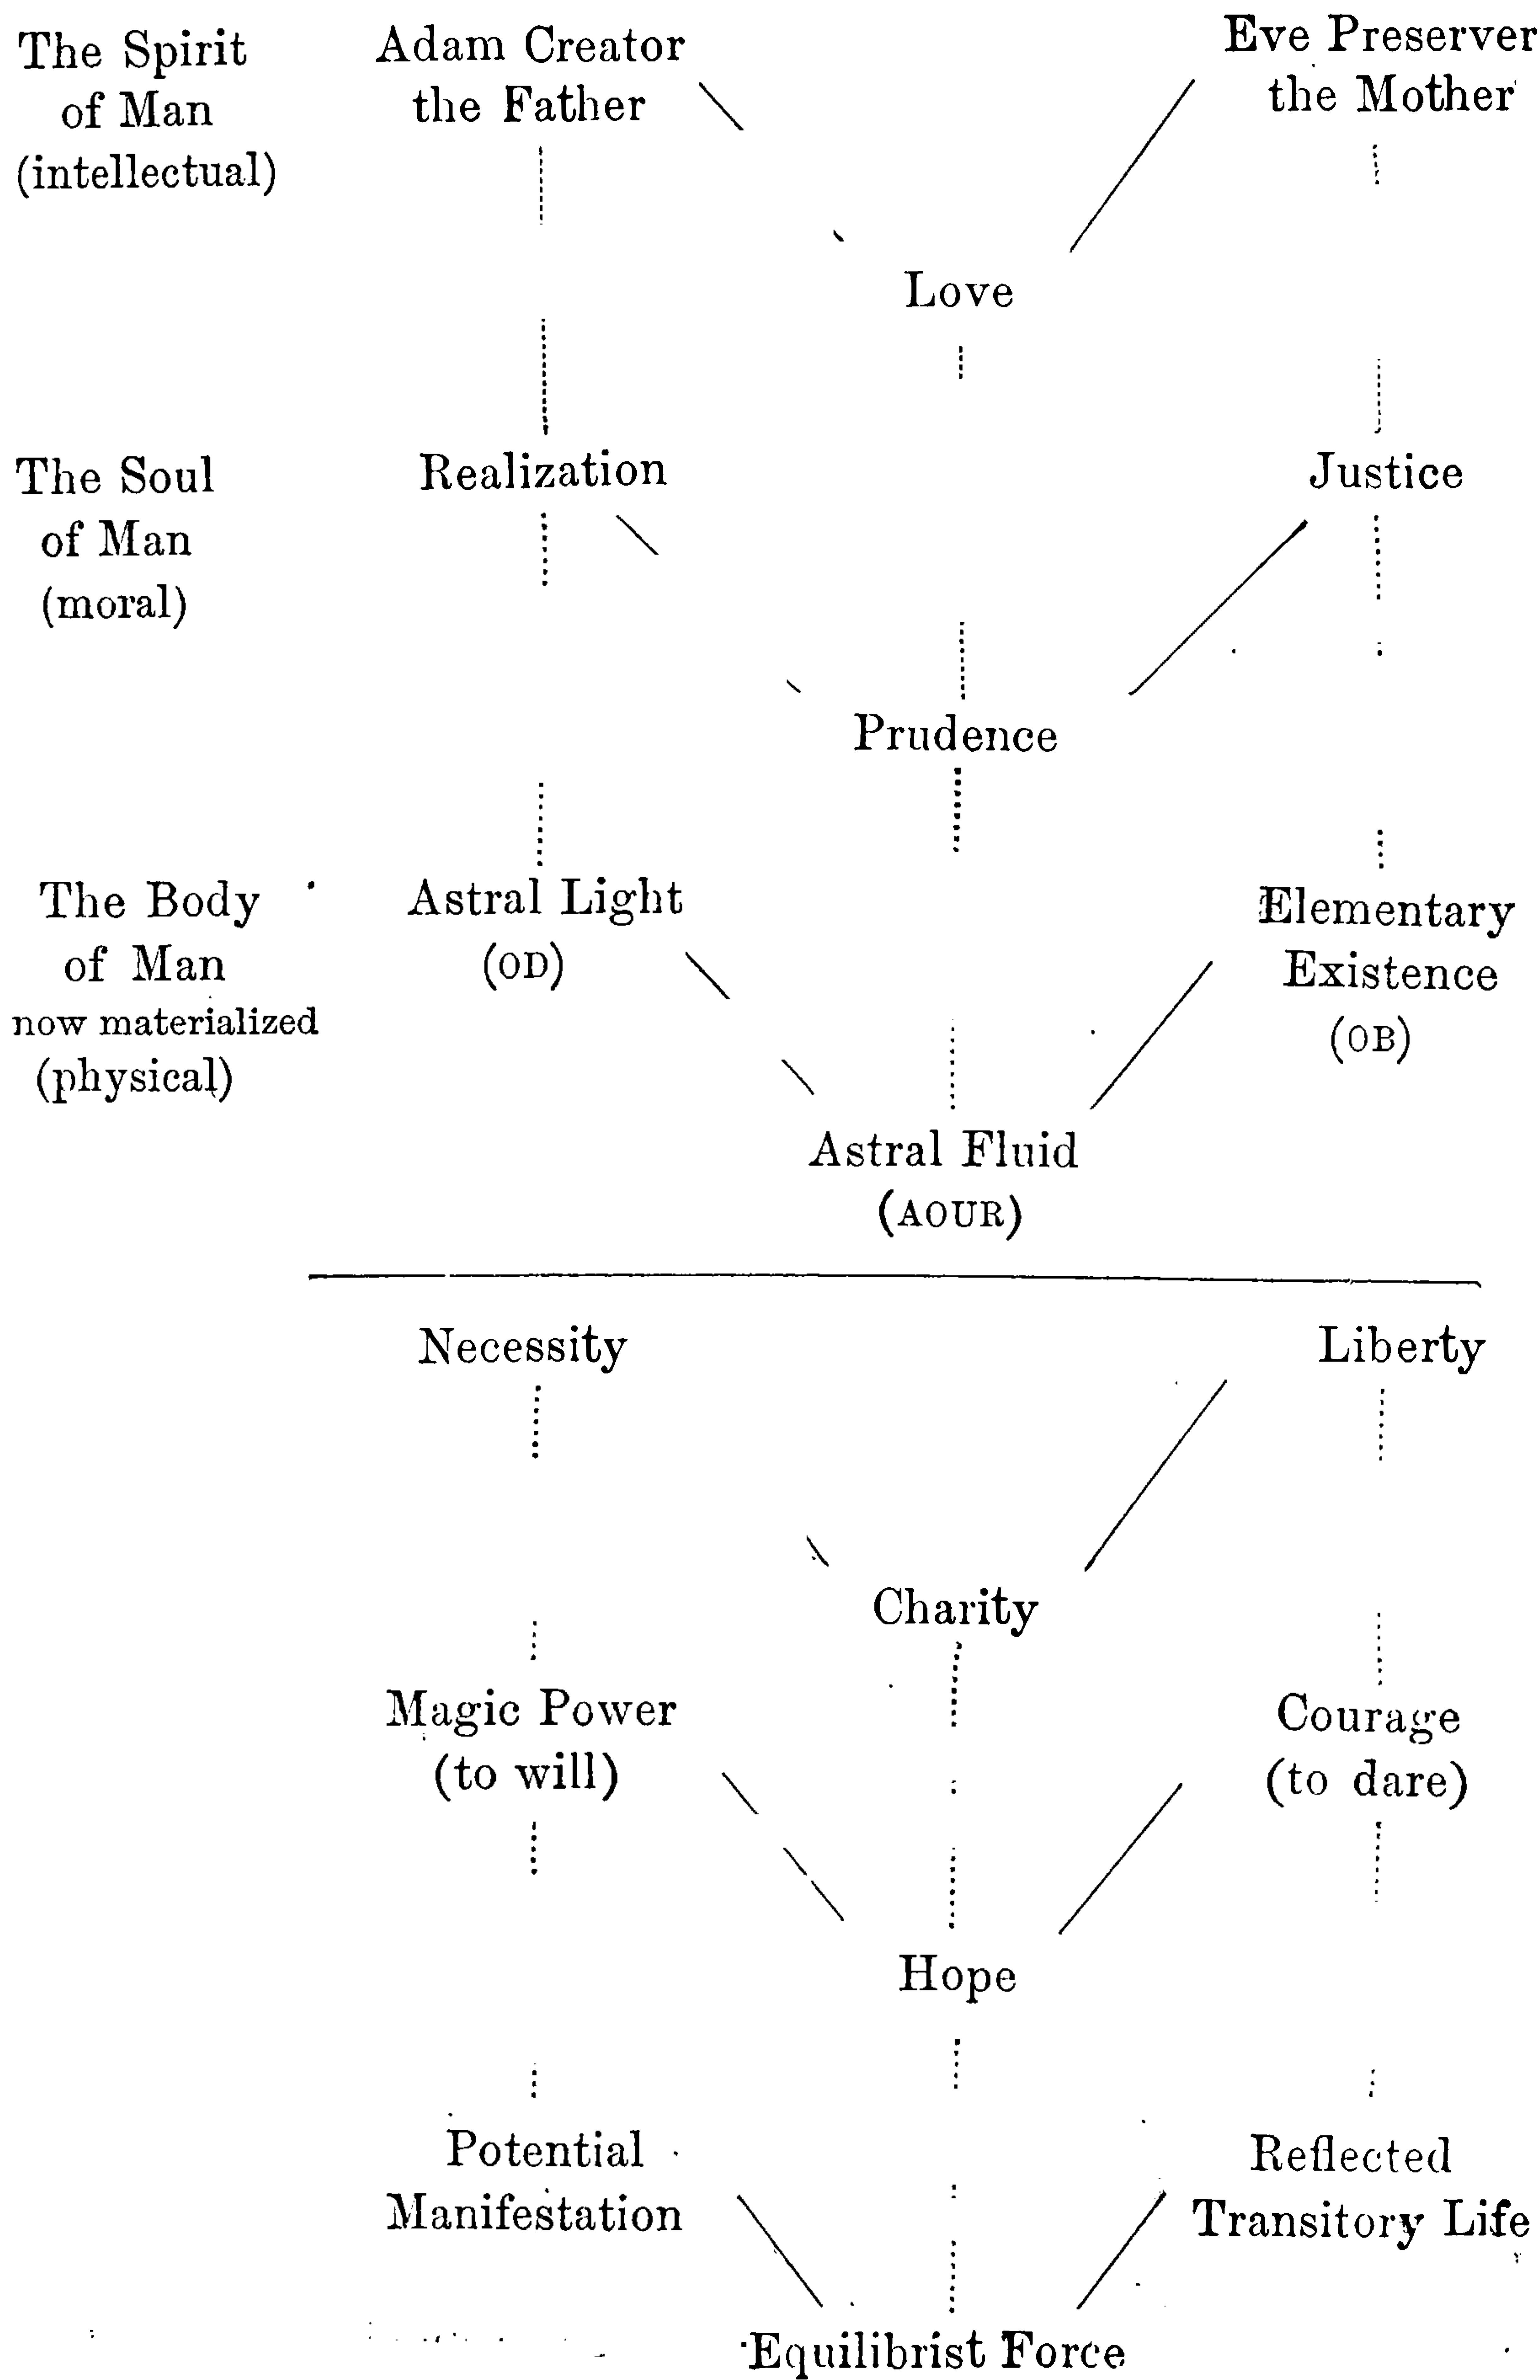 The Spirit
of Man
(intellectual)
Adam Creator
the Father
Eve Preserver
the Mother
Love
The Soul
of Man
(moral)
Realization
Justice
Prudence
The Body
of Man
now materialized
(physical)
Astral Light
(OD)
Elementary
Existence
(OB)
Astral Fluid
(AOUR)
Necessity
Liberty
Charity
Magic Power
(to will)
Courage
(to dare)
Hope
Potential
Manifestation
Reflected
Transitory Life
Equilibrist Force